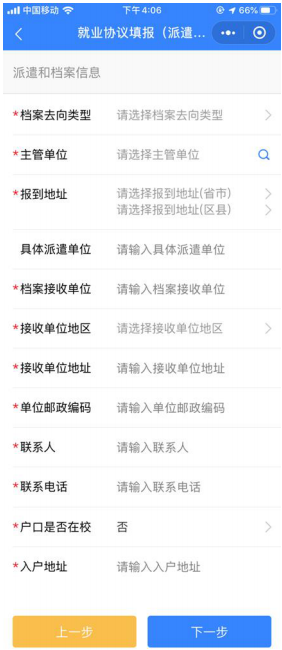 中国移动 下午4:06 66%
就业协议填报（派遣...
派遣和档案信息
*档案去向类型 请选择档案去向类型
*主管单位 请选择主管单位
*报到地址 请选择报到地址(省市)
请选择报到地址(区县)
具体派遣单位 请输入具体派遣单位
*档案接收单位 请输入档案接收单位
*接收单位地区 请选择接收单位地区
*接收单位地址 请输入接收单位地址
*单位邮政编码 请输入单位邮政编码
*联系人 请输入联系人
*联系电话 请输入联系电话
*户口是否在校 否
*入户地址 请输入入户地址
上一步 下一步